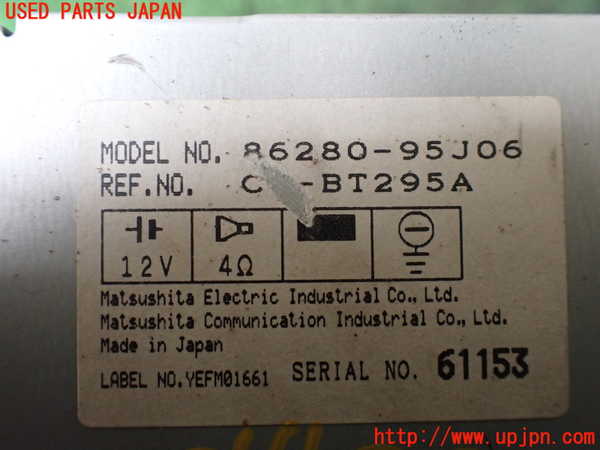 USED PARTS JAPAN
MODEL NO. 86280-95J06
REF.NO.
12V 4Ω
Matsushita Electric Industrial Co., Ltd.
Matsushita Communication Industrial Co., Ltd.
Made in Japan
LABEL NO.YEFM01661 SERIAL NO. 61153
http://www.upjpn.com/